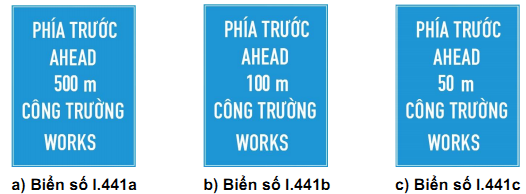 PHÍA TRƯỚC
AHEAD
500 m
CÔNG TRƯỜNG
WORKS
a) Biển số I.441a
PHÍA TRƯỚC
AHEAD
100 m
CÔNG TRƯỜNG
WORKS
b) Biển số I.441b
PHÍA TRƯỚC
AHEAD
50 m
CÔNG TRƯỜNG
WORKS
c) Biển số I.441c